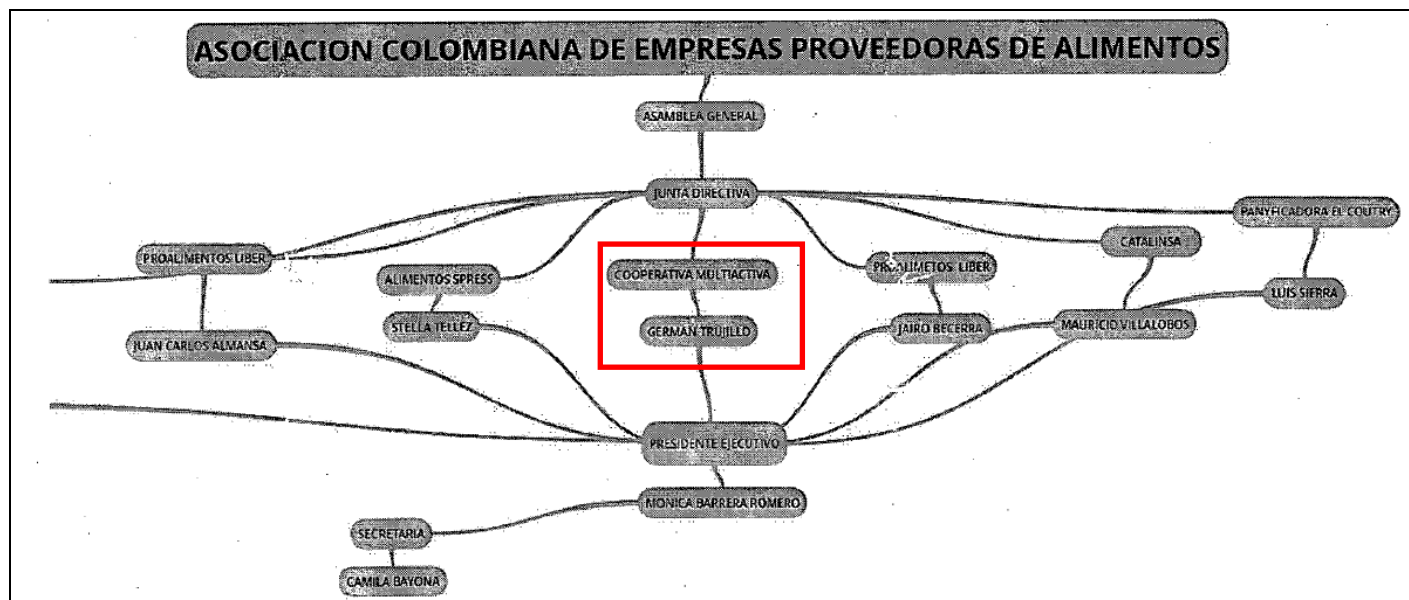 ASOCIACION COLOMBIANA DE EMPRESAS PROVEEDORAS DE ALIMENTOS
ASAMBLEA GENERAL
JUNTA DIRECTIVA
PANYFICADORA EL COUTRY
CATALINSA
PROALIMENTOS LIBER
ALIMENTOS SPRESS
COOPERATIVA MULTIACTIVA
PROALIMETOS LIBER
LUIS SIERRA
JUAN CARLOS ALMANSA
STELLA TELLEZ
GERMAN TRUJILLO
JAIRO BECERRA
MAURICIO VILLALOBOS
PRESIDENTE EJECUTIVO
MONICA BARRERA ROMERO
SECRETARIA
CAMILA BAYONA